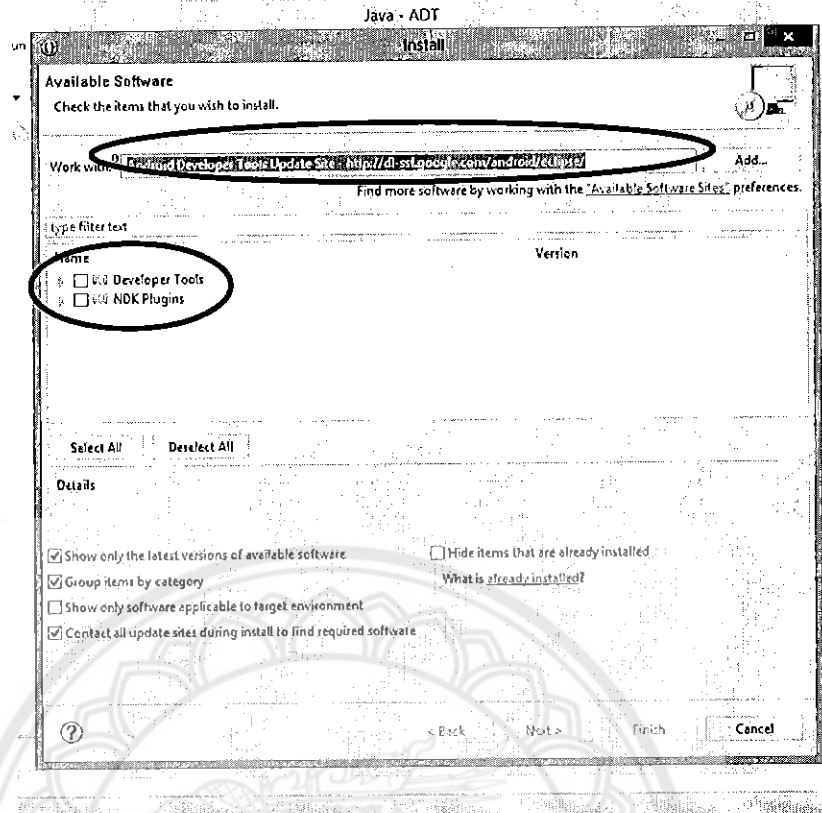 Java - ADT
un
Install
Available Software
Check the items that you wish to install.
Work with: Android Developer Tools Update Site - http://dl-ssl.google.com/android/eclipse/ Add...
Find more software by working with the "Available Software Sites" preferences.
type filter text
Name Version
Developer Tools
NDK Plugins
Select All Deselect All
Details
Show only the latest versions of available software Hide items that are already installed
Group items by category What is already installed?
Show only software applicable to target environment
Contact all update sites during install to find required software
< Back Next > Finish Cancel